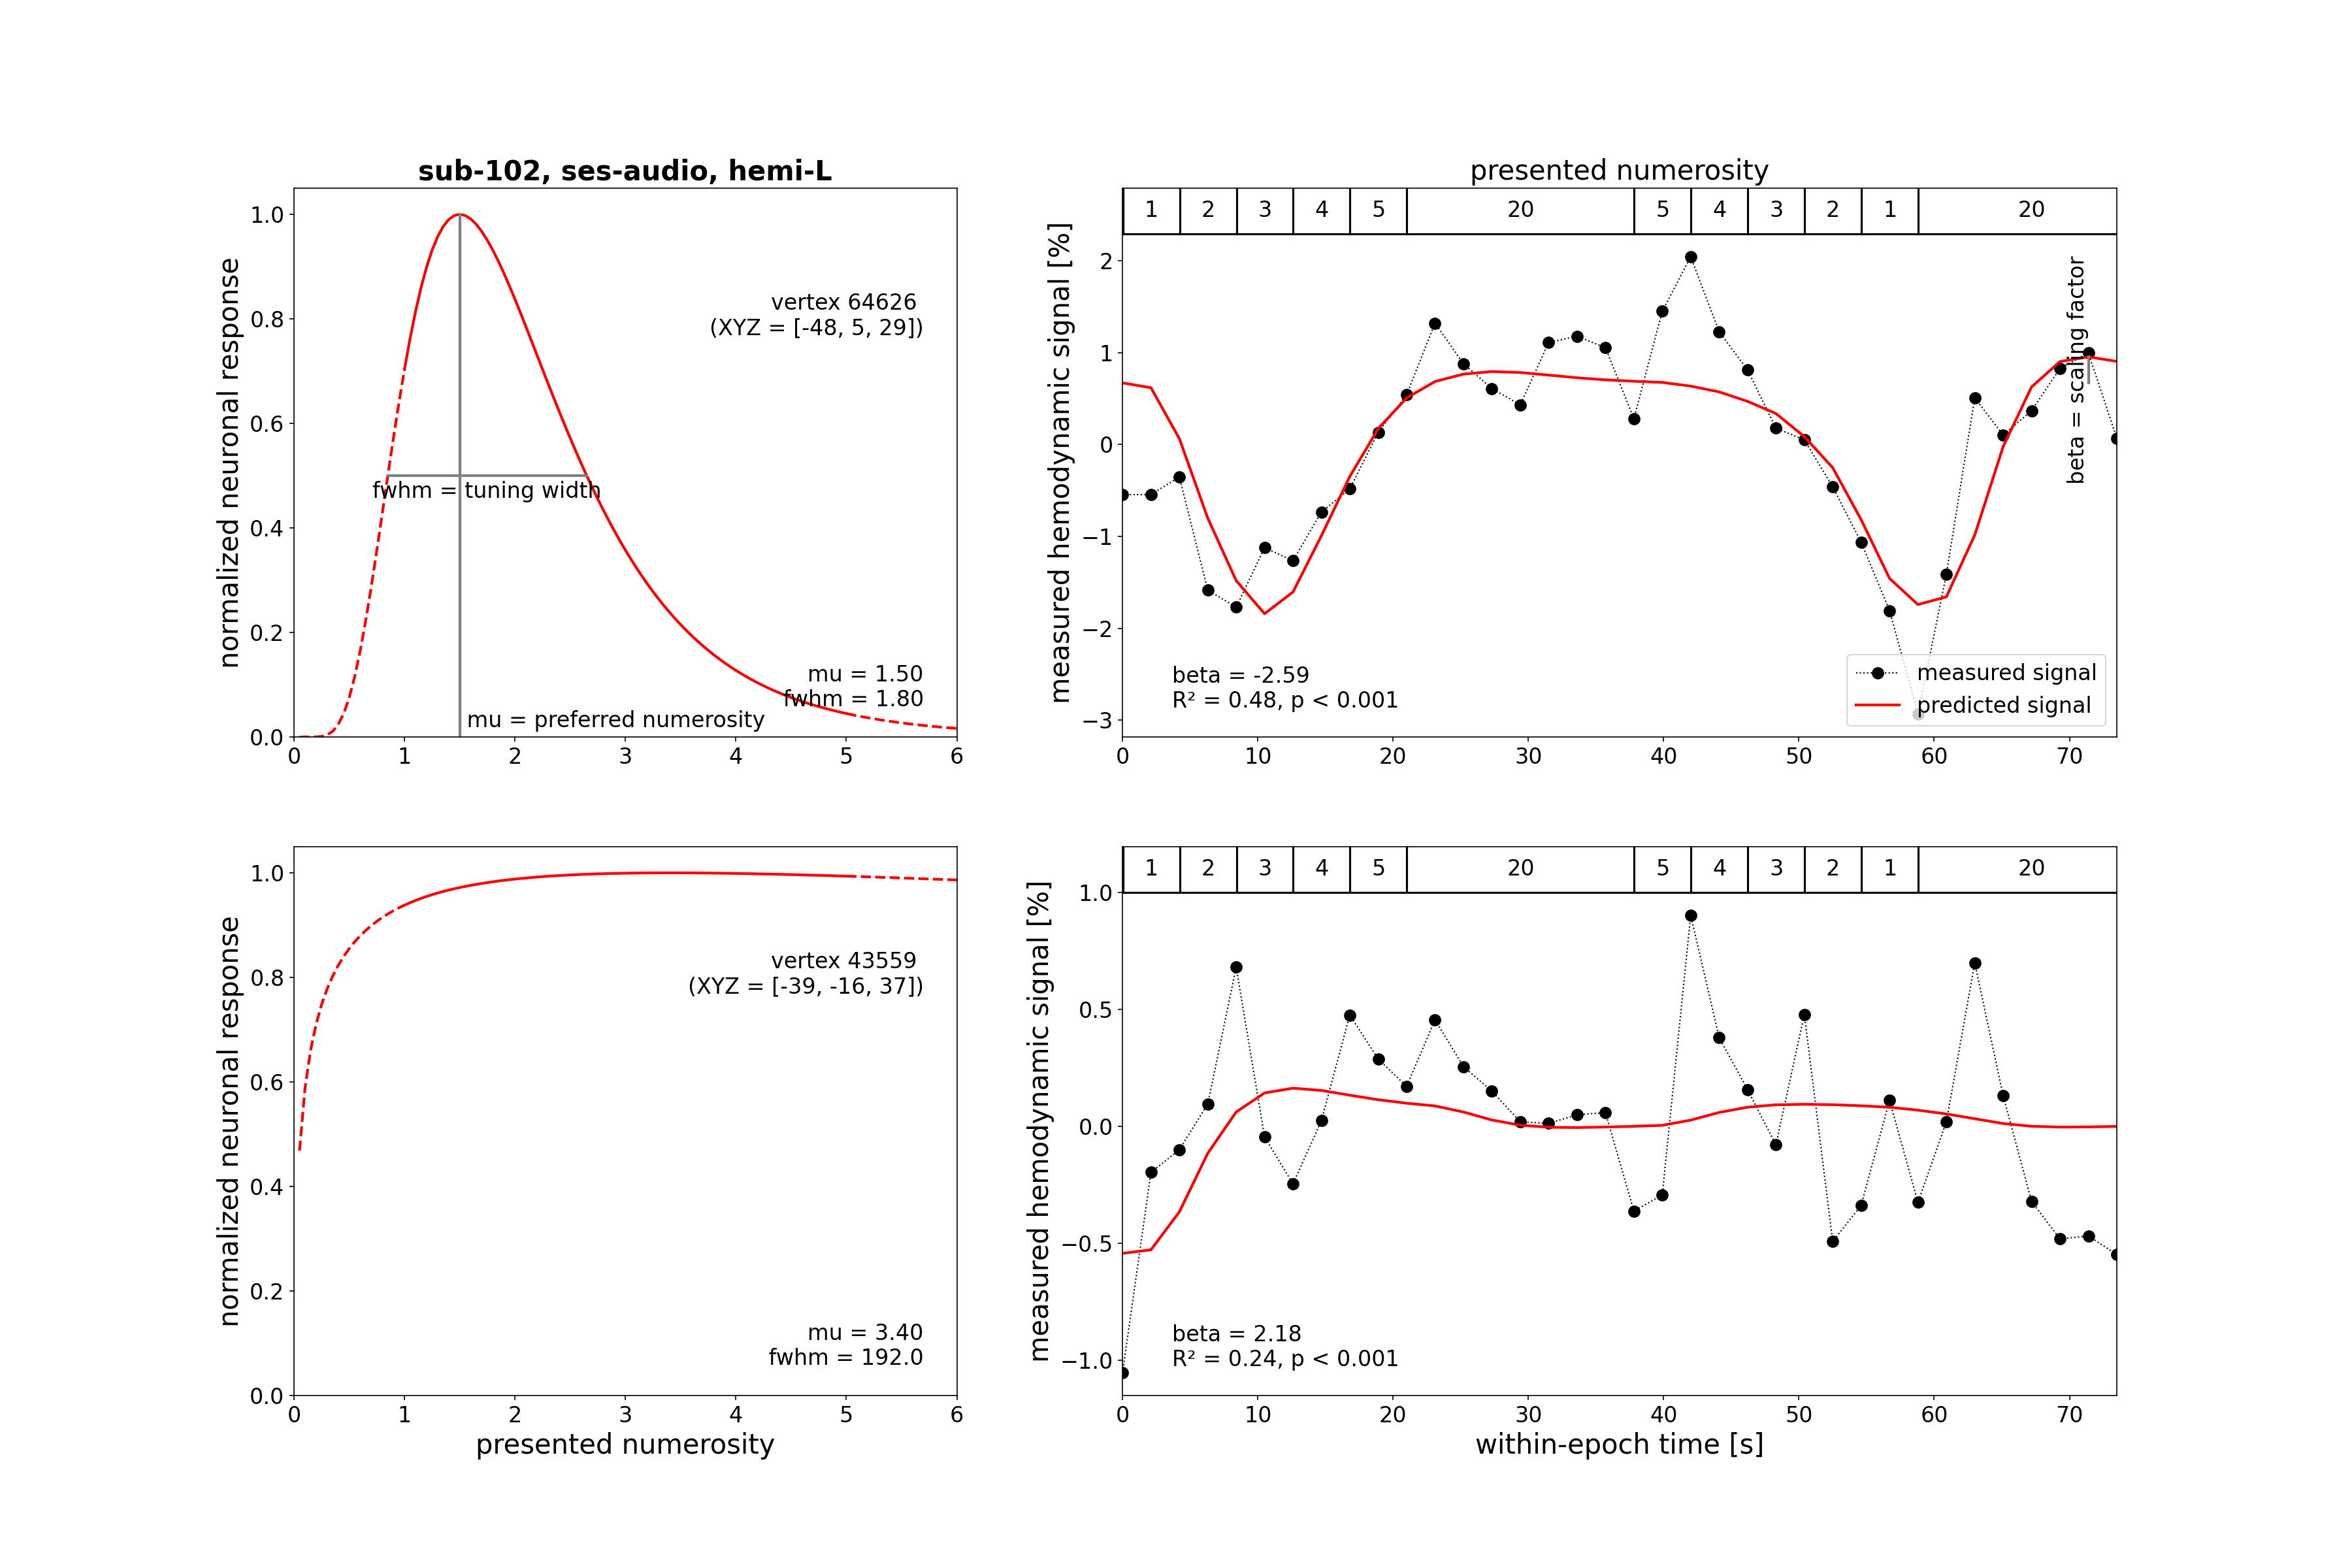 sub-102, ses-audio, hemi-L
normalized neuronal response
1.0
0.8
0.6
0.4
0.2
0.0
vertex 64626
(XYZ = [-48, 5, 29])
fwhm = tuning width
mu = 1.50
fwhm = 1.80
mu = preferred numerosity
0 1 2 3 4 5 6
presented numerosity
1 2 3 4 5 20 5 4 3 2 1 20
measured hemodynamic signal [%]
2
1
0
−1
−2
−3
beta = scaling factor
beta = -2.59
R² = 0.48, p < 0.001
measured signal
predicted signal
0 10 20 30 40 50 60 70
normalized neuronal response
1.0
0.8
0.6
0.4
0.2
0.0
vertex 43559
(XYZ = [-39, -16, 37])
mu = 3.40
fwhm = 192.0
0 1 2 3 4 5 6
presented numerosity
1 2 3 4 5 20 5 4 3 2 1 20
measured hemodynamic signal [%]
1.0
0.5
0.0
−0.5
−1.0
beta = 2.18
R² = 0.24, p < 0.001
0 10 20 30 40 50 60 70
within-epoch time [s]